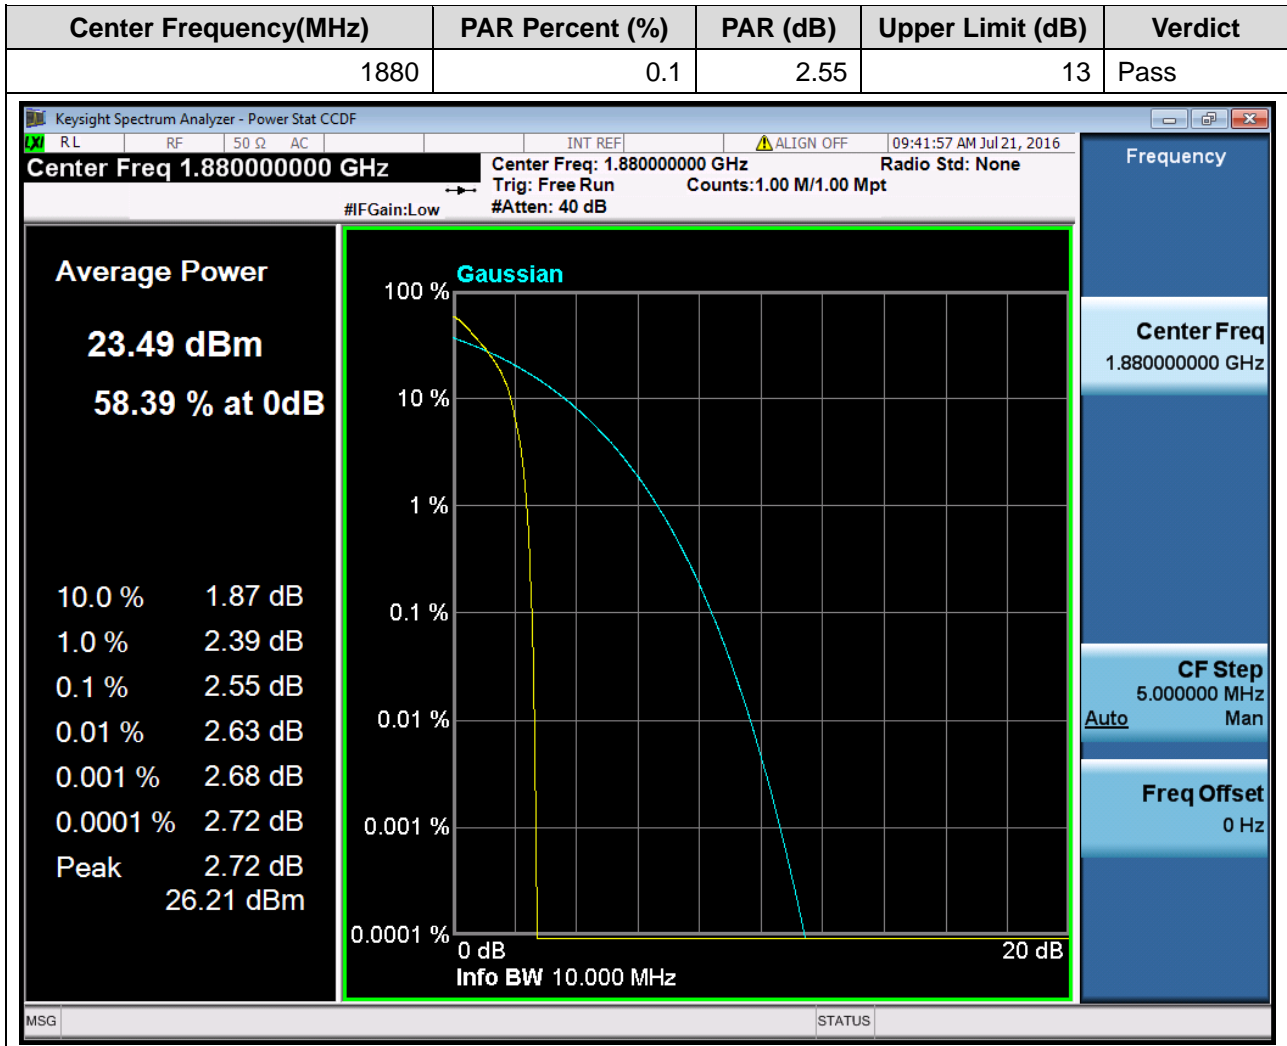 Center Frequency(MHz) PAR Percent (%) PAR (dB) Upper Limit (dB) Verdict
1880 0.1 2.55 13 Pass
Keysight Spectrum Analyzer - Power Stat CCDF
LXI RL RF 50 Ω AC INT REF ALIGN OFF 09:41:57 AM Jul 21, 2016
Center Freq 1.880000000 GHz
Center Freq: 1.880000000 GHz Radio Std: None
Trig: Free Run Counts:1.00 M/1.00 Mpt
#IFGain:Low #Atten: 40 dB
Average Power
23.49 dBm
58.39 % at 0dB
10.0 % 1.87 dB
1.0 % 2.39 dB
0.1 % 2.55 dB
0.01 % 2.63 dB
0.001 % 2.68 dB
0.0001 % 2.72 dB
Peak 2.72 dB
26.21 dBm
Gaussian
100 %
10 %
1 %
0.1 %
0.01 %
0.001 %
0.0001 %
0 dB 20 dB
Info BW 10.000 MHz
Frequency
Center Freq
1.880000000 GHz
CF Step
5.000000 MHz
Auto Man
Freq Offset
0 Hz
MSG STATUS